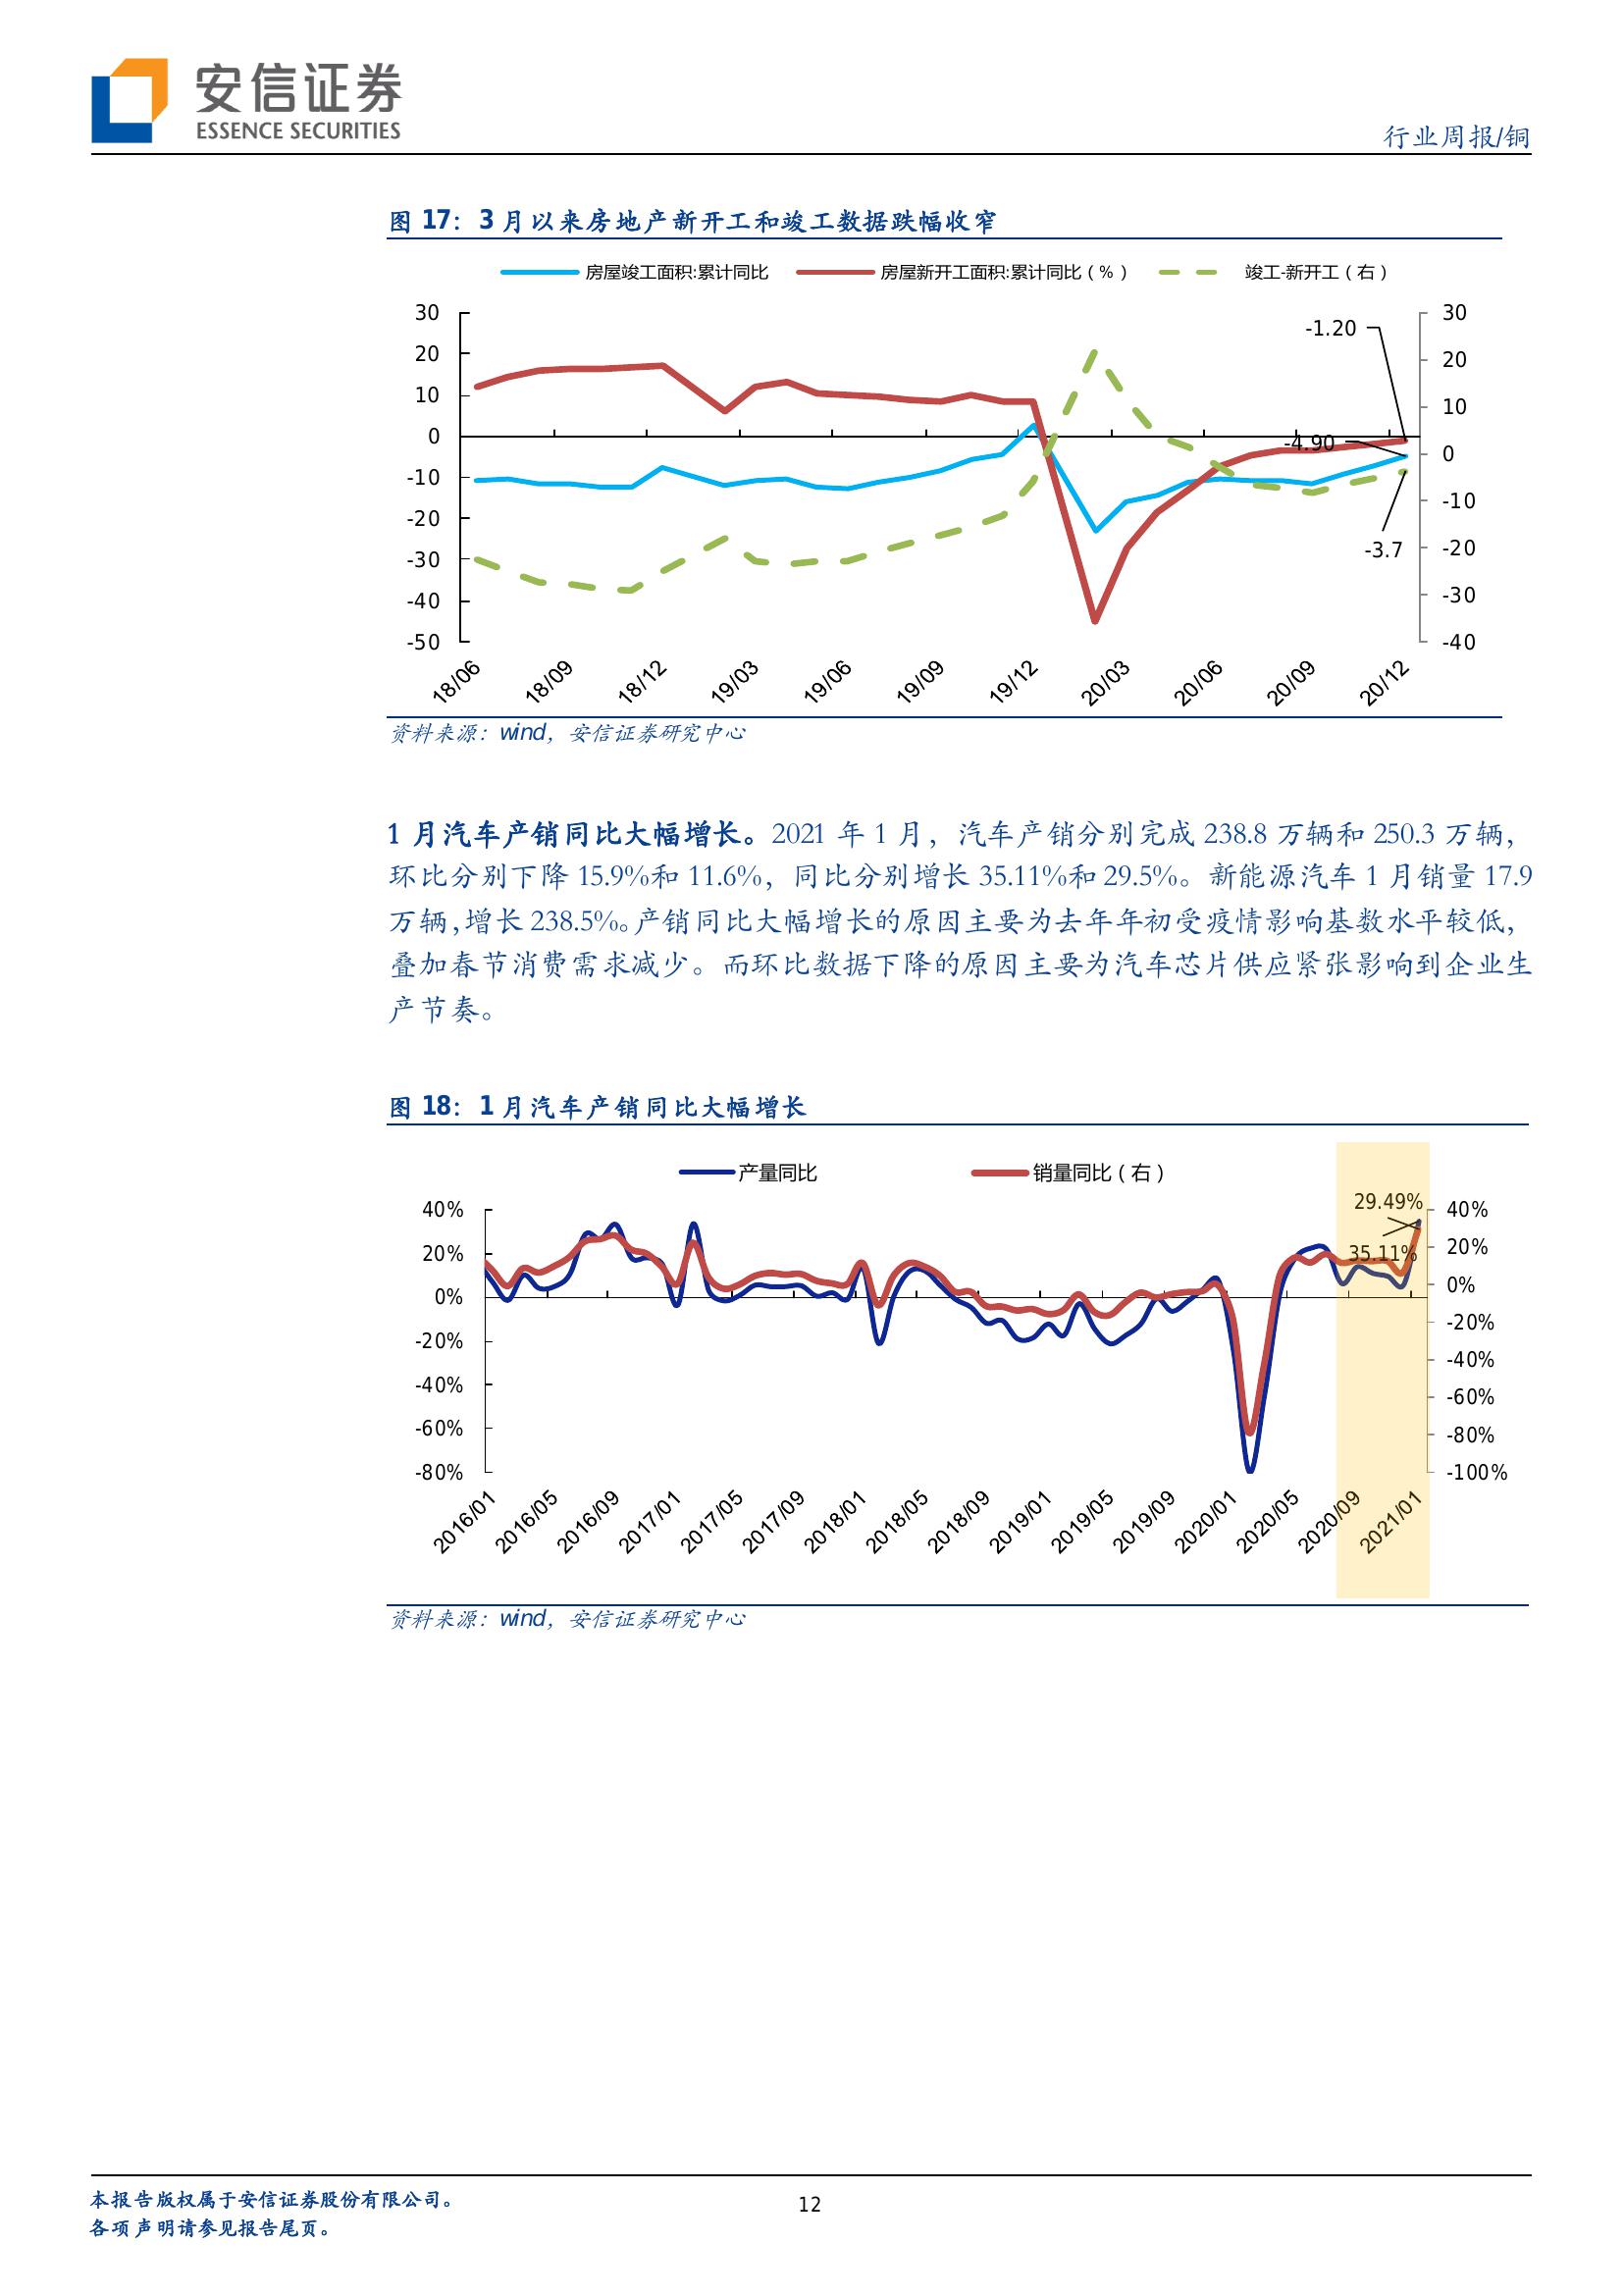 安信证券
ESSENCE SECURITIES
行业周报/铜
图 17：3 月以来房地产新开工和竣工数据跌幅收窄
房屋竣工面积:累计同比 房屋新开工面积:累计同比（%） 竣工-新开工（右）
30
20
10
0
-10
-20
-30
-40
-50
30
20
10
0
-10
-20
-30
-40
-1.20
-4.90
-3.7
18/06 18/09 18/12 19/03 19/06 19/09 19/12 20/03 20/06 20/09 20/12
资料来源：wind，安信证券研究中心
1 月汽车产销同比大幅增长。2021 年 1 月，汽车产销分别完成 238.8 万辆和 250.3 万辆，
环比分别下降 15.9%和 11.6%，同比分别增长 35.11%和 29.5%。新能源汽车 1 月销量 17.9
万辆，增长 238.5%。产销同比大幅增长的原因主要为去年年初受疫情影响基数水平较低，
叠加春节消费需求减少。而环比数据下降的原因主要为汽车芯片供应紧张影响到企业生
产节奏。
图 18：1 月汽车产销同比大幅增长
产量同比 销量同比（右）
40%
20%
0%
-20%
-40%
-60%
-80%
29.49%
35.11%
40%
20%
0%
-20%
-40%
-60%
-80%
-100%
2016/01 2016/05 2016/09 2017/01 2017/05 2017/09 2018/01 2018/05 2018/09 2019/01 2019/05 2019/09 2020/01 2020/05 2020/09 2021/01
资料来源：wind，安信证券研究中心
本报告版权属于安信证券股份有限公司。
各项声明请参见报告尾页。
12